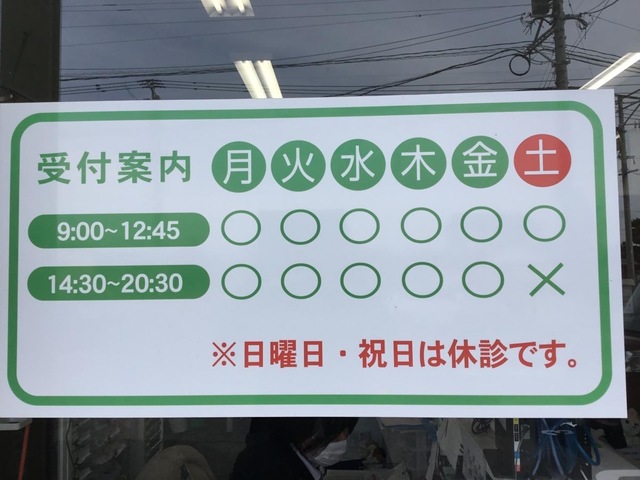 受付案内 月 火 水 木 金 土
9:00~12:45 ○ ○ ○ ○ ○ ○
14:30~20:30 ○ ○ ○ ○ ○ ×
※日曜日・祝日は休診です。